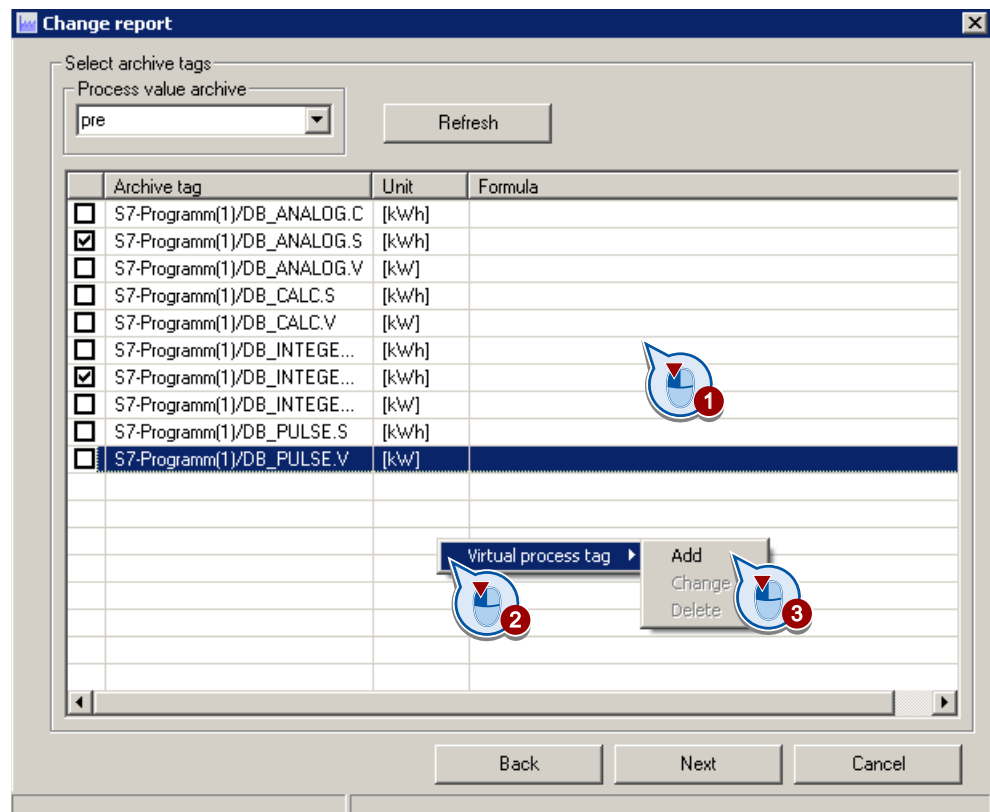 Change report
Select archive tags
Process value archive
pre
Refresh
Archive tag Unit Formula
S7-Programm(1)/DB_ANALOG.C [kWh]
S7-Programm(1)/DB_ANALOG.S [kWh]
S7-Programm(1)/DB_ANALOG.V [kW]
S7-Programm(1)/DB_CALC.S [kWh]
S7-Programm(1)/DB_CALC.V [kW]
S7-Programm(1)/DB_INTEGE... [kWh]
S7-Programm(1)/DB_INTEGE... [kWh]
1
S7-Programm(1)/DB_INTEGE... [kW]
S7-Programm(1)/DB_PULSE.S [kWh]
S7-Programm(1)/DB_PULSE.V [kW]
Virtual process tag Add
Change
Delete
2
3
Back Next Cancel